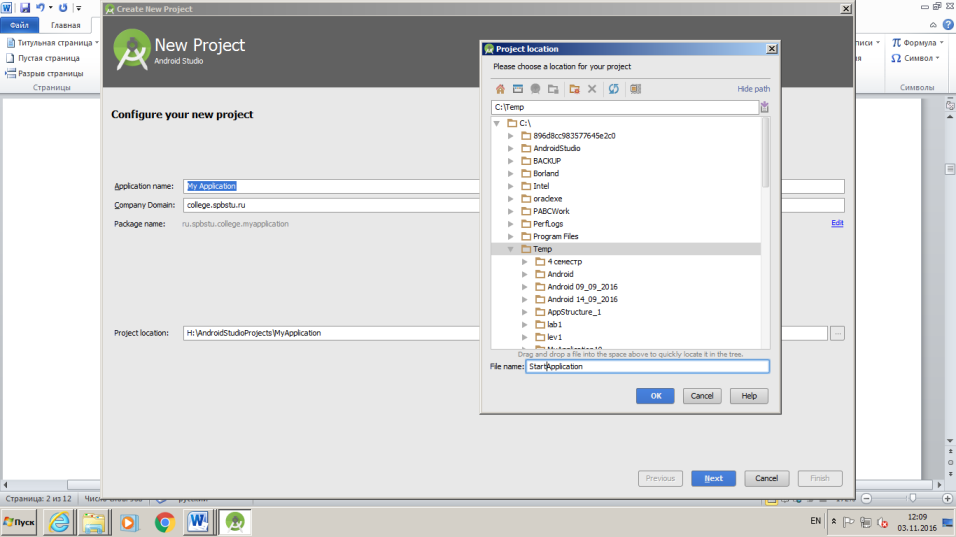 Create New Project
Файл
Главная
Титульная страница
Пустая страница
Разрыв страницы
Страницы
Формула
Символ
Символы
New Project
Android Studio
Configure your new project
Application name: My Application
Company Domain: college.spbstu.ru
Package name: ru.spbstu.college.myapplication
Edit
Project location: H:\AndroidStudioProjects\MyApplication
...
Project location
Please choose a location for your project
Hide path
C:\Temp
C:\
896d8cc983577645e2c0
AndroidStudio
BACKUP
Borland
Intel
oraclexe
PABCWork
PerfLogs
Program Files
Temp
4 семестр
Android
Android 09_09_2016
Android 14_09_2016
AppStructure_1
lab1
lev1
Drag and drop a file into the space above to quickly locate it in the tree.
File name: StartApplication
OK
Cancel
Help
Previous
Next
Cancel
Finish
Страница: 2 из 12
Пуск
EN
12:09
03.11.2016